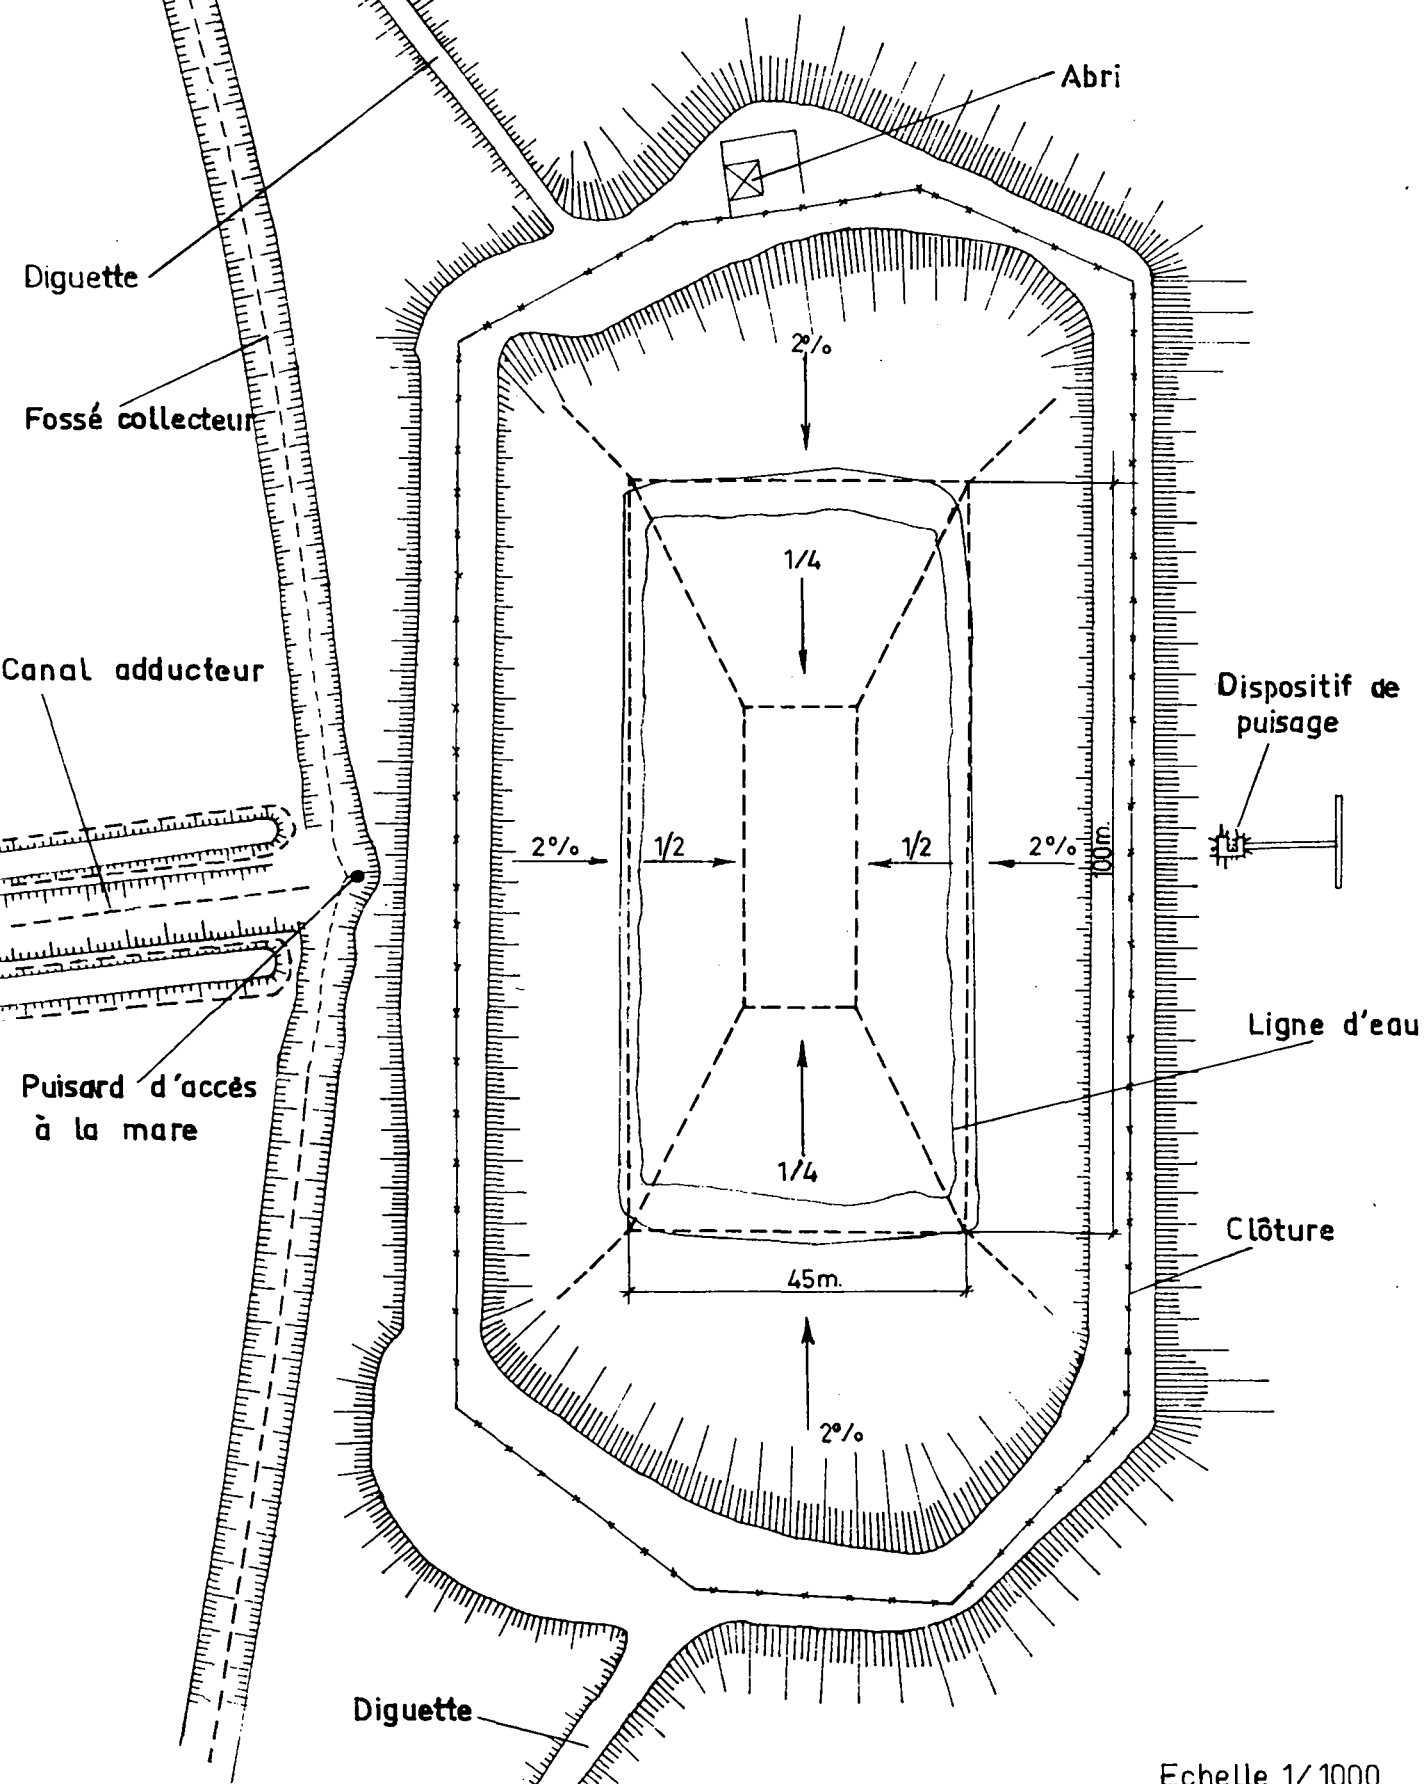 Abri
Diguette
2%
Fossé collecteur
1/4
Canal adducteur
Dispositif de
puisage
2%
1/2
1/2
2%
100m.
Ligne d'eau
Puisard d'accès
à la mare
1/4
Clôture
45m.
2%
Diguette
Echelle 1/1000